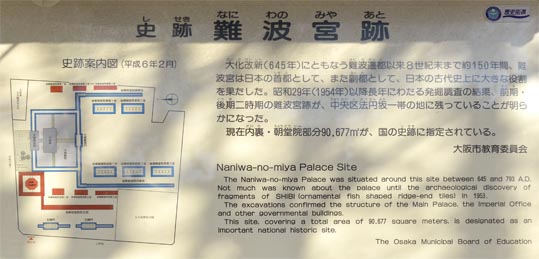 歴史街道
し せき なに わの みや あと
史跡 難波宮跡
史跡案内図(平成6年2月)
大化改新(645年)にともなう難波遷都以来8世紀末まで約150年間、難
波宮は日本の首都として、また副都として、日本の古代史上に大きな役割
を果たした。昭和29年(1954年)以降長年にわたる発掘調査の結果、前期・
後期二時期の難波宮跡が、中央区法円坂一帯の地に残っていることが明ら
かになった。
現在内裏・朝堂院部分90,677㎡が、国の史跡に指定されている。
大阪市教育委員会
Naniwa-no-miya Palace Site
The Naniwa-no-miya Palace was situated around this site between 645 and 793 A.D.
Not much was known about the palace until the archaeological discovery of
fragments of SHIBI (ornamental fish shaped ridge-end tiles) in 1953.
The excavations confirmed the structure of the Main Palace, the Imperial Office
and other governmental buildings.
This site, covering a total area of 90,677 square meters, is designated as an
important national historic site.
The Osaka Municipal Board of Education